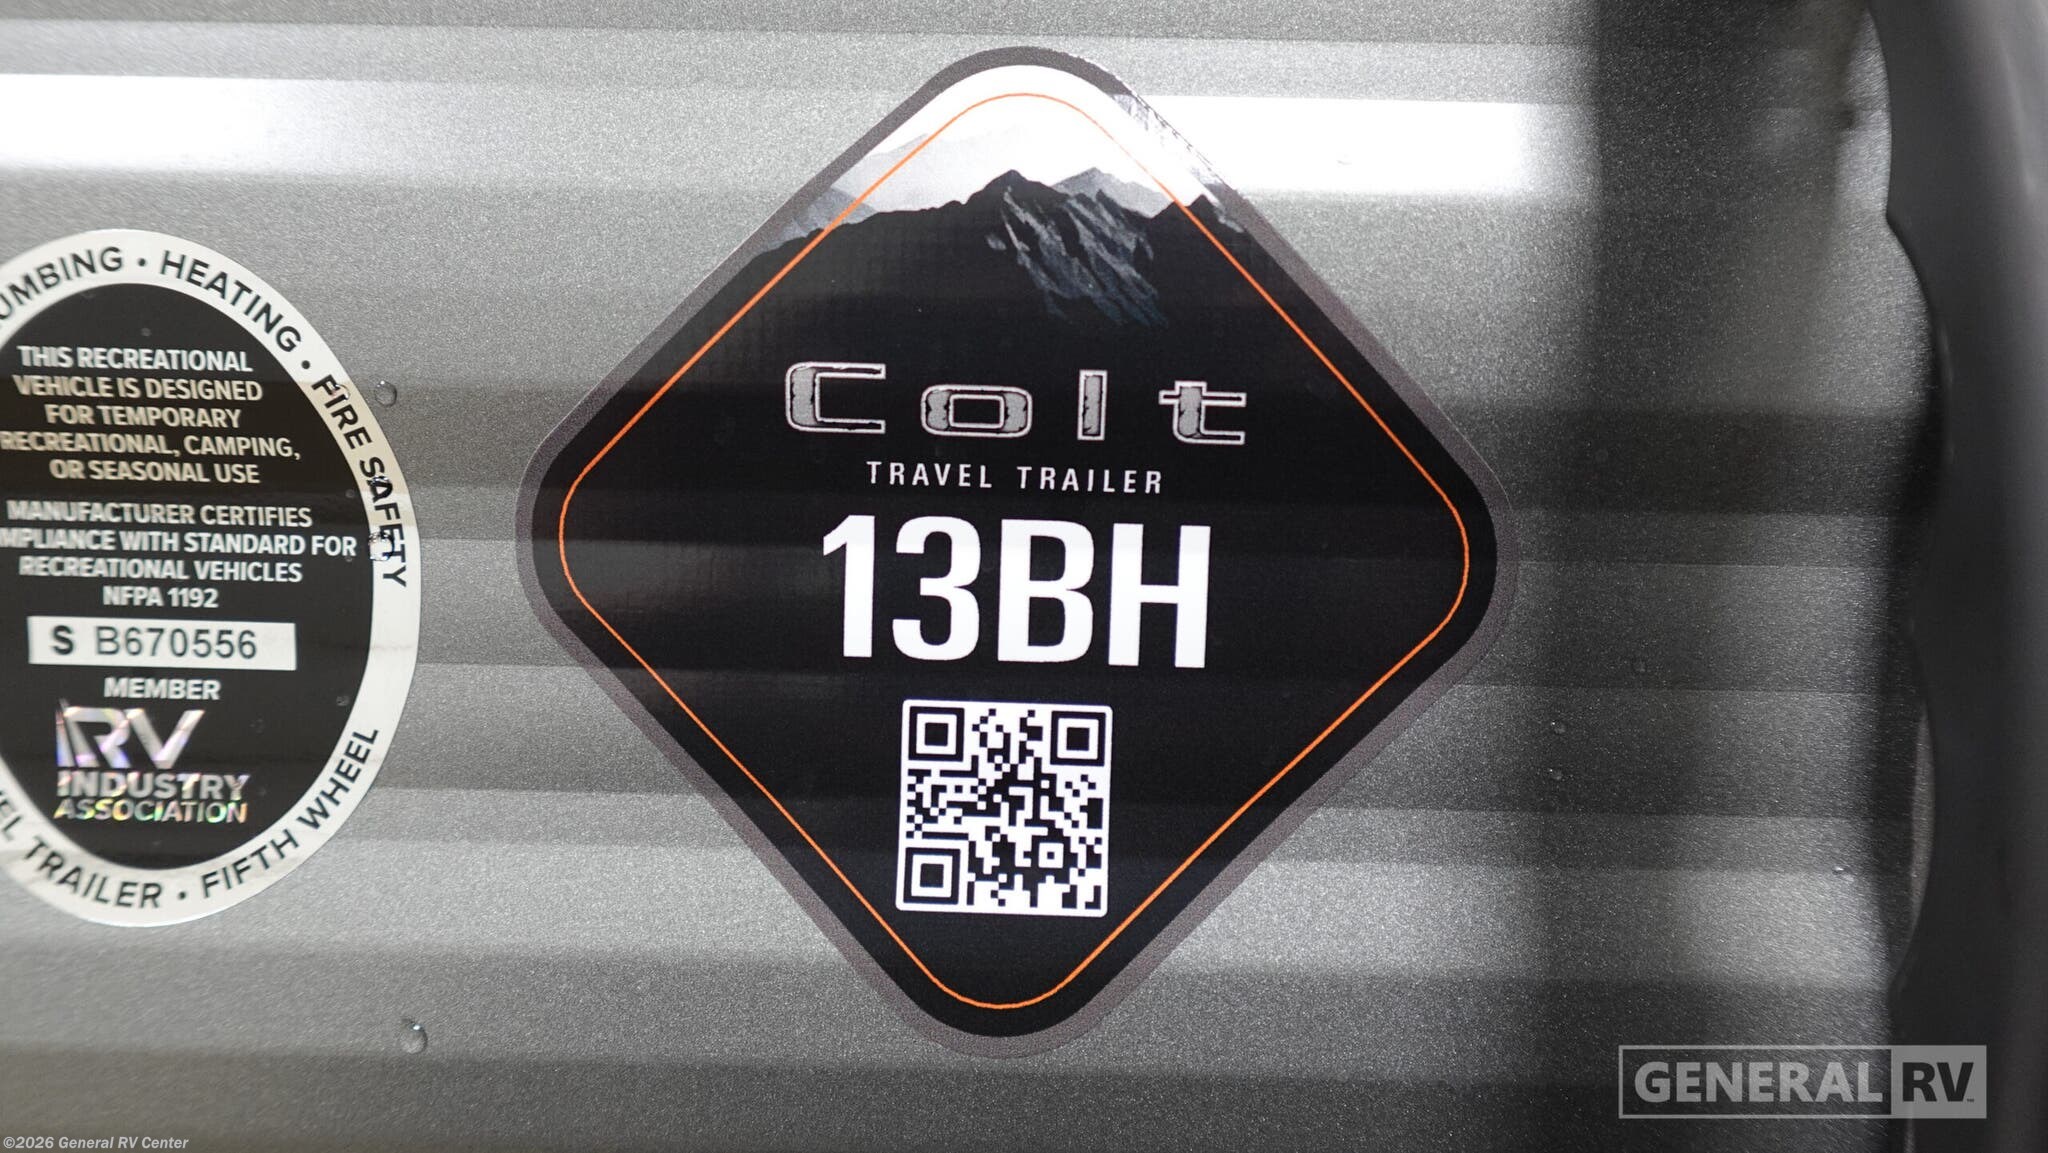 HEATING • FIRE SAFETY
THIS RECREATIONAL
VEHICLE IS DESIGNED
FOR TEMPORARY
RECREATIONAL, CAMPING,
OR SEASONAL USE
MANUFACTURER CERTIFIES
WITH STANDARD FOR
RECREATIONAL VEHICLES
NFPA 1192
S B670556
MEMBER
RV
INDUSTRY
ASSOCIATION
TRAILER • FIFTH WHEEL
Colt
TRAVEL TRAILER
13BH
GENERAL RV
©2026 General RV Center